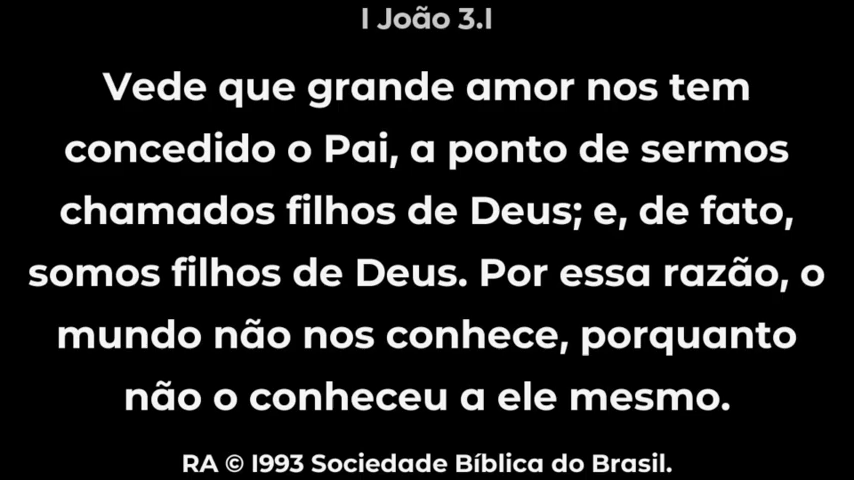 I João 3.I
Vede que grande amor nos tem
concedido o Pai, a ponto de sermos
chamados filhos de Deus; e, de fato,
somos filhos de Deus. Por essa razão, o
mundo não nos conhece, porquanto
não o conheceu a ele mesmo.
RA © I993 Sociedade Bíblica do Brasil.